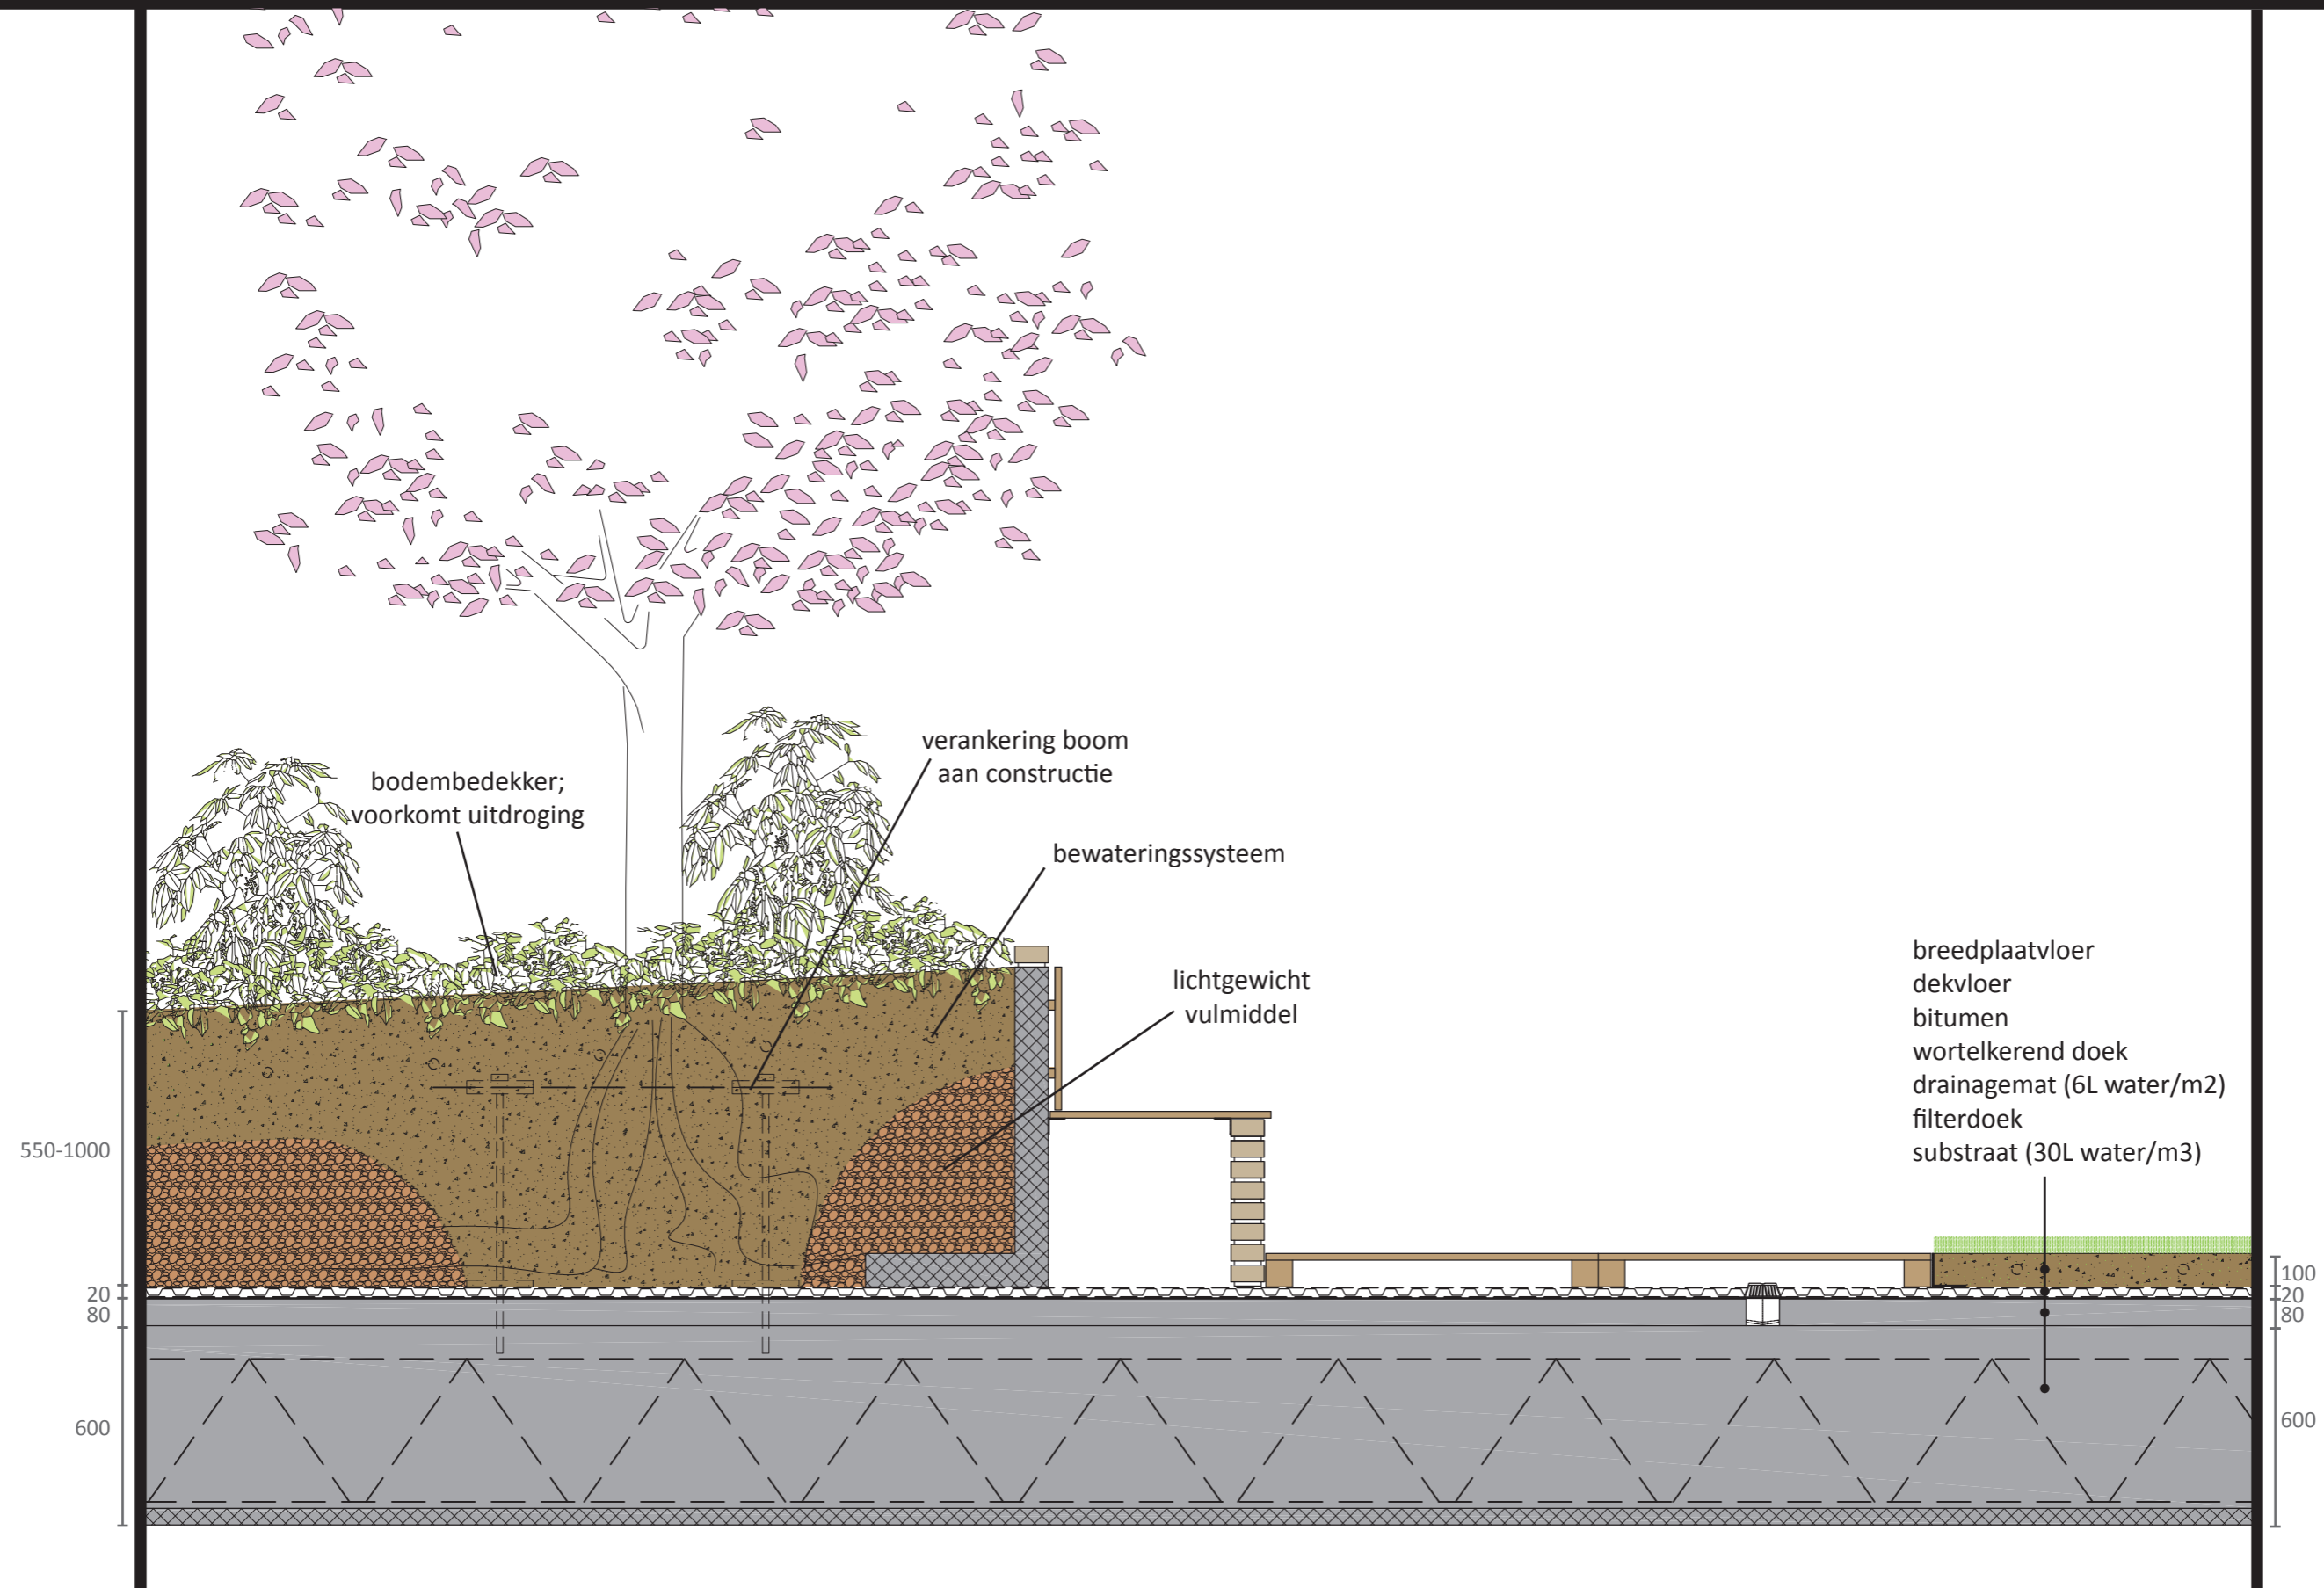 verankering boom
aan constructie
bodembedekker;
voorkomt uitdroging
bewateringssysteem
lichtgewicht
vulmiddel
breedplaatvloer
dekvloer
bitumen
wortelkerend doek
drainagemat (6L water/m2)
filterdoek
substraat (30L water/m3)
550-1000
20
80
600
100
20
80
600